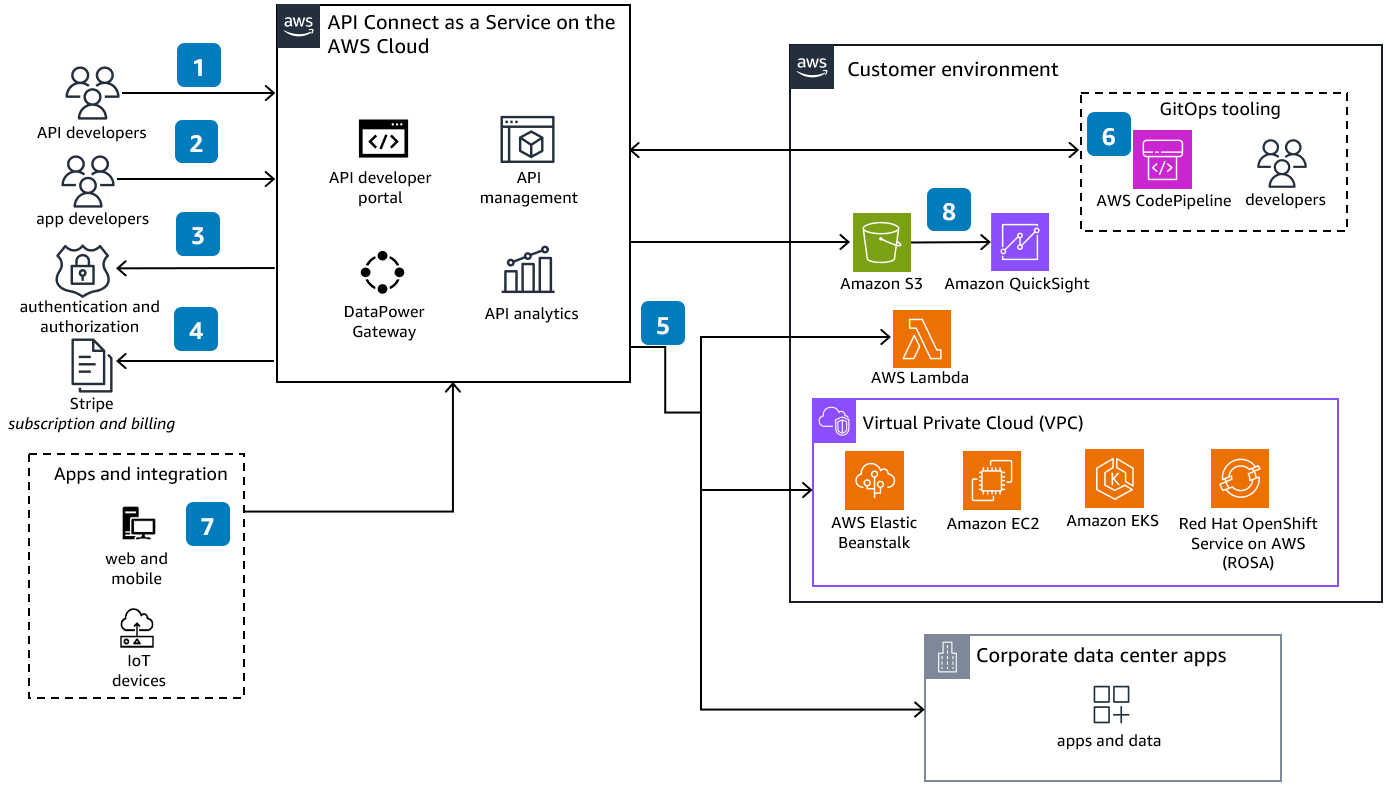 aws
API Connect as a Service on the
AWS Cloud
1
API developers
2
app developers
3
authentication and
authorization
4
Stripe
subscription and billing
API developer
portal
API
management
DataPower
Gateway
API analytics
5
Apps and integration
7
web and
mobile
IoT
devices
aws
Customer environment
GitOps tooling
6
AWS CodePipeline
developers
8
Amazon S3
Amazon QuickSight
AWS Lambda
Virtual Private Cloud (VPC)
AWS Elastic
Beanstalk
Amazon EC2
K
Amazon EKS
Red Hat OpenShift
Service on AWS
(ROSA)
Corporate data center apps
apps and data